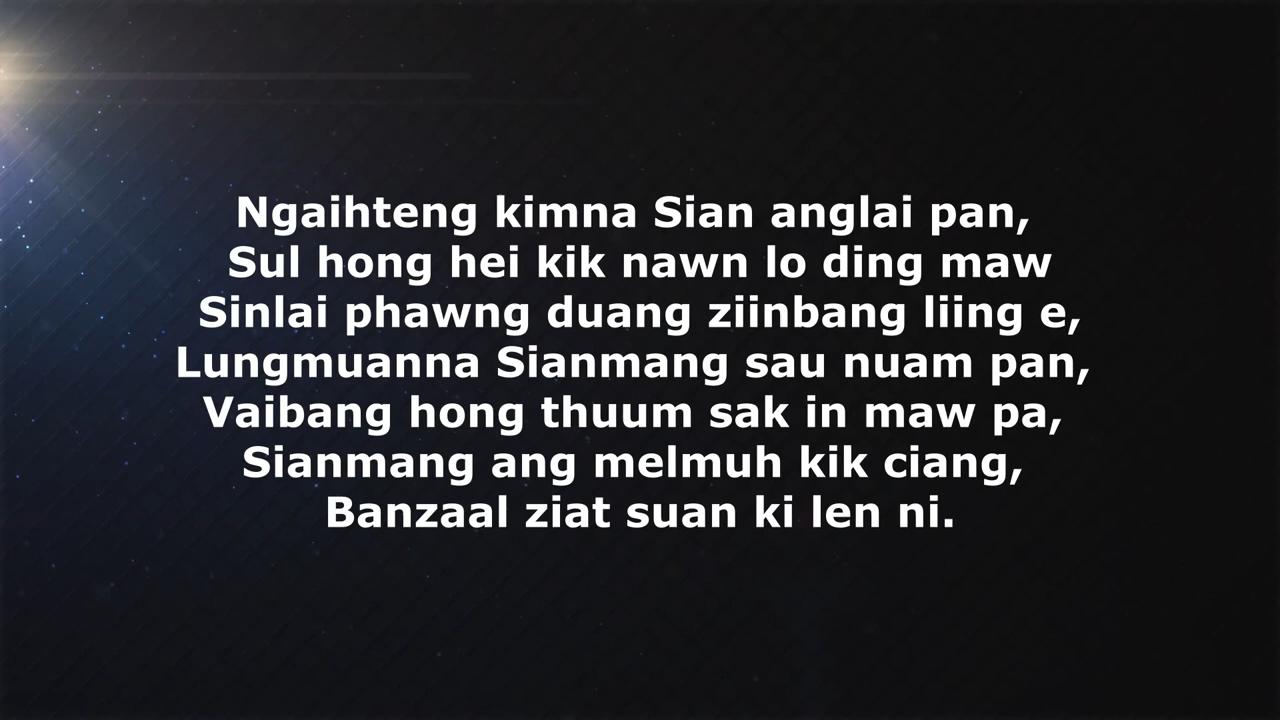 Ngaihteng kimna Sian anglai pan,
Sul hong hei kik nawn lo ding maw
Sinlai phawng duang ziinbang liing e,
Lungmuanna Sianmang sau nuam pan,
Vaibang hong thuum sak in maw pa,
Sianmang ang melmuh kik ciang,
Banzaal ziat suan ki len ni.